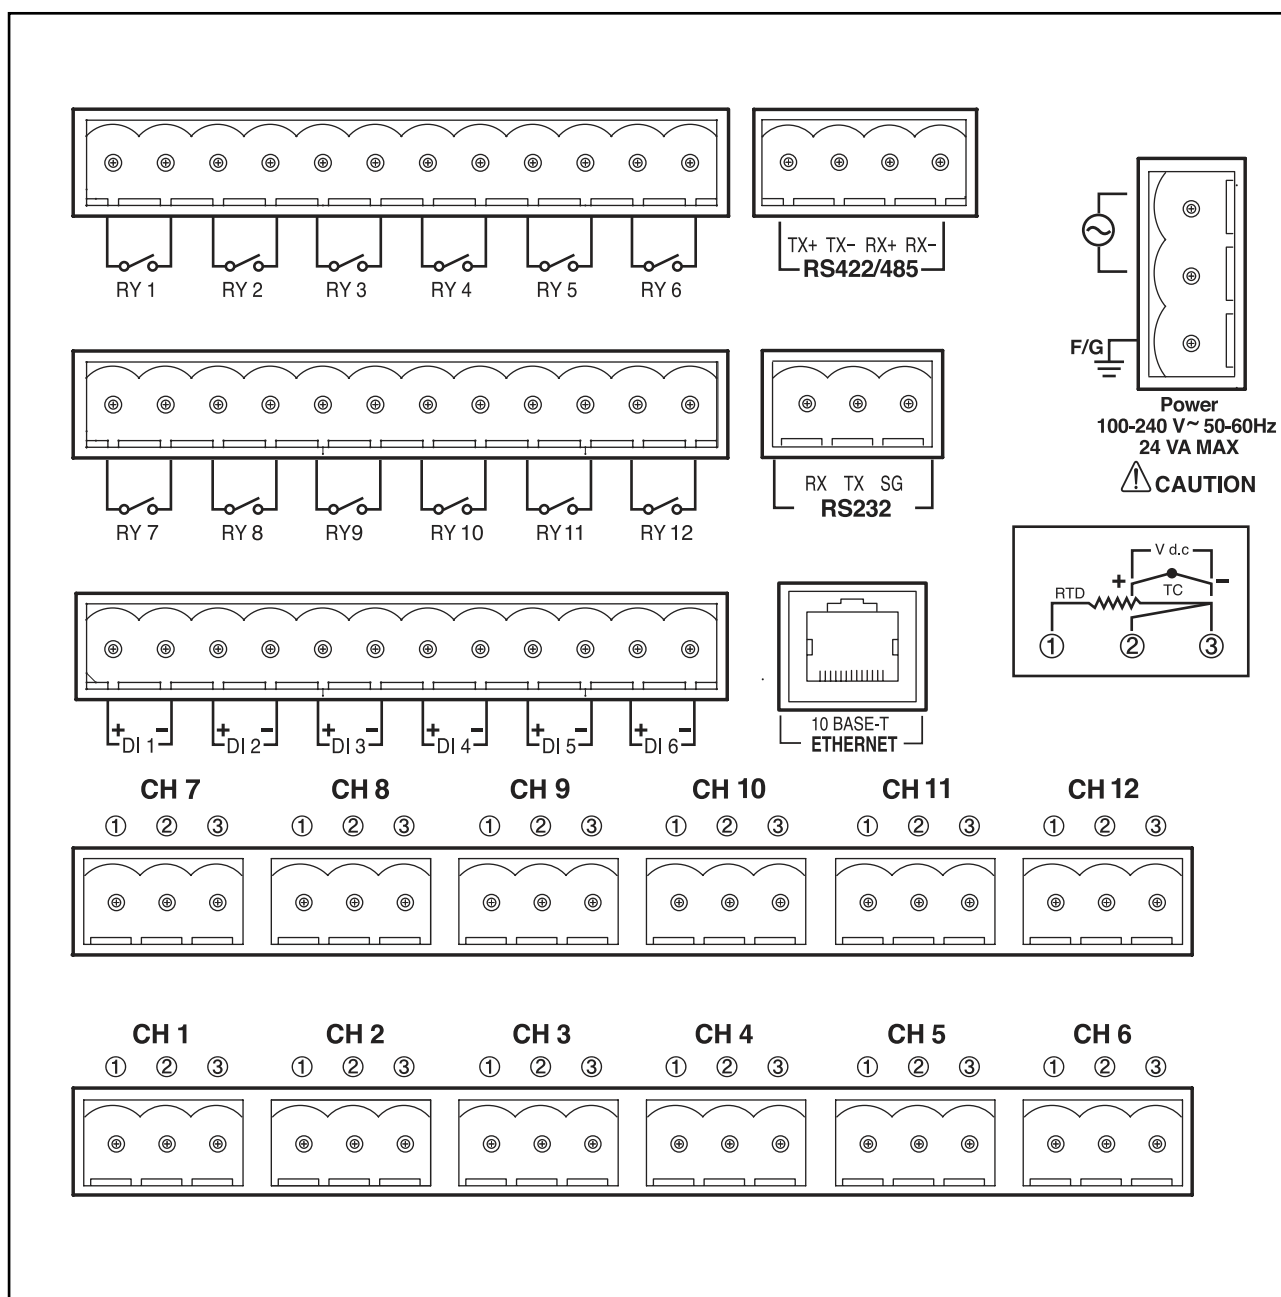 RY 1 RY 2 RY 3 RY 4 RY 5 RY 6
TX+ TX- RX+ RX-
RS422/485
F/G
Power
100-240 V~ 50-60Hz
24 VA MAX
CAUTION
RY 7 RY 8 RY9 RY 10 RY 11 RY 12
RX TX SG
RS232
V d.c
+ -
RTD TC
① ② ③
+ DI 1 - + DI 2 - + DI 3 - + DI 4 - + DI 5 - + DI 6 -
10 BASE-T
ETHERNET
CH 7 CH 8 CH 9 CH 10 CH 11 CH 12
① ② ③ ① ② ③ ① ② ③ ① ② ③ ① ② ③ ① ② ③
CH 1 CH 2 CH 3 CH 4 CH 5 CH 6
① ② ③ ① ② ③ ① ② ③ ① ② ③ ① ② ③ ① ② ③